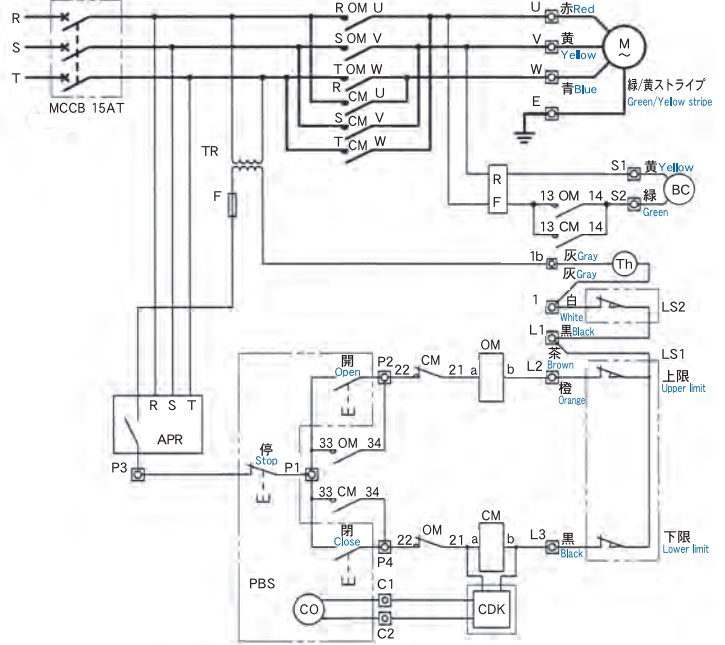 R OM U
U 赤Red
R
S OM V
V 黄
Yellow
S
M
~
T OM W
W
青Blue
T
R CM U
MCCB 15AT
E
緑/黄ストライプ
Green/Yellow stripe
S CM V
T CM W
TR
S1 黄Yellow
R
F
BC
F
13 OM 14
S2 緑
Green
13 CM 14
1b 灰Gray
Th
灰Gray
1 白
White
LS2
L1 黒Black
LS1
茶
Brown
開
Open
P2
22 CM 21 a OM b
L2
橙
Orange
上限
Upper limit
R S T
APR
停
Stop
33 OM 34
P3
P1
33 CM 34
閉
Close
P4
22 OM 21 a CM b
L3 黒
Black
下限
Lower limit
PBS
C1
CO
CDK
C2